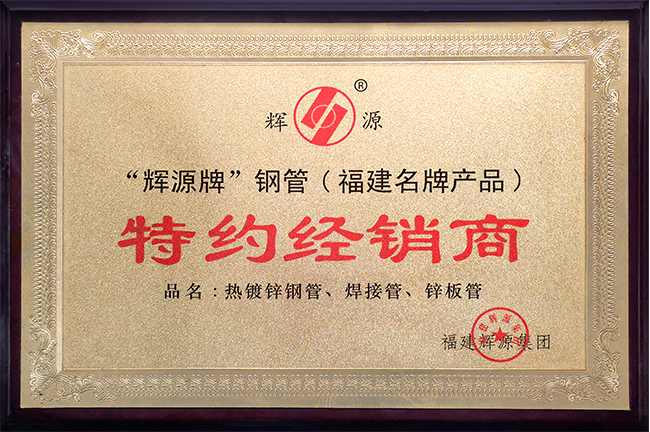 辉 ® 源
“辉源牌”钢管（福建名牌产品）
特约经销商
品名：热镀锌钢管、焊接管、锌板管
福建辉源集团